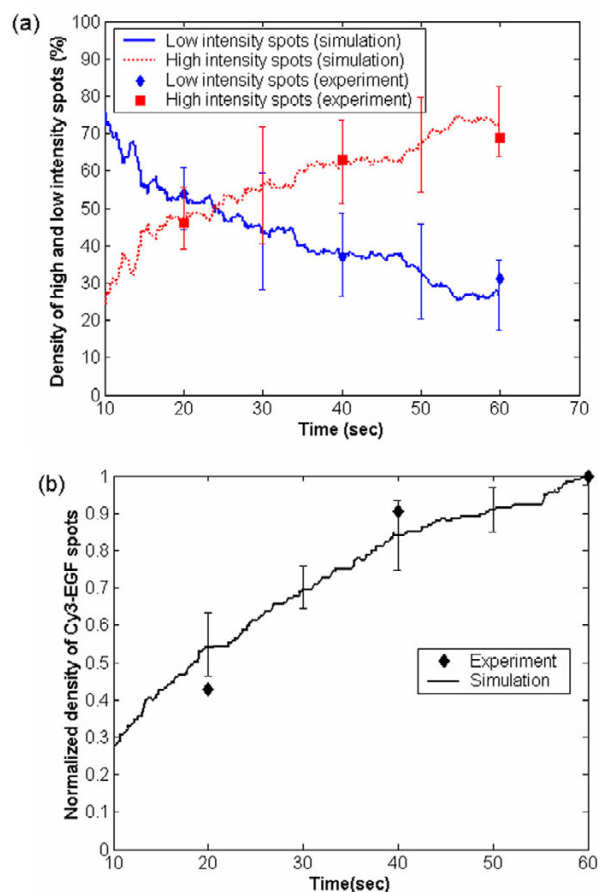 (a)
Density of high and low intensity spots (%)
100
90
80
70
60
50
40
30
20
10
0
Low intensity spots (simulation)
High intensity spots (simulation)
Low intensity spots (experiment)
High intensity spots (experiment)
10 20 30 40 50 60 70
Time (sec)
(b)
Normalized density of Cy3-EGF spots
1
0.9
0.8
0.7
0.6
0.5
0.4
0.3
0.2
0.1
0
Experiment
Simulation
10 20 30 40 50 60
Time(sec)